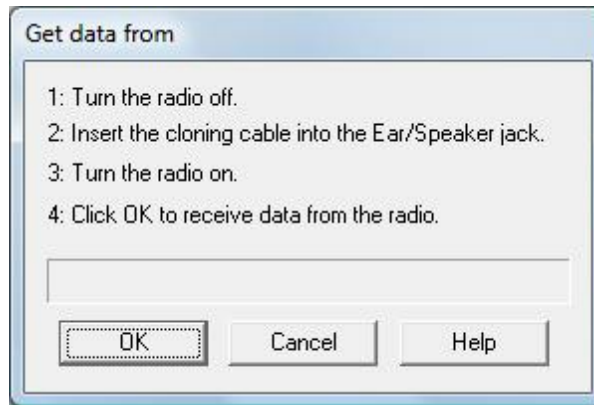 Get data from
1: Turn the radio off.
2: Insert the cloning cable into the Ear/Speaker jack.
3: Turn the radio on.
4: Click OK to receive data from the radio.
OK Cancel Help